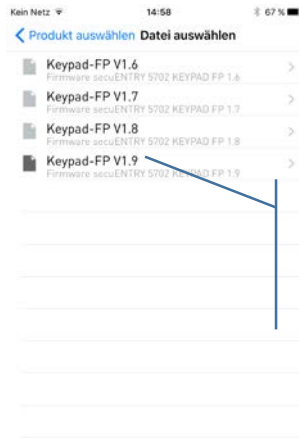 Kein Netz 14:58 67 %
Produkt auswählen Datei auswählen
Keypad-FP V1.6
Firmware secuENTRY 5702 KEYPAD FP 1.6
Keypad-FP V1.7
Firmware secuENTRY 5702 KEYPAD FP 1.7
Keypad-FP V1.8
Firmware secuENTRY 5702 KEYPAD FP 1.8
Keypad-FP V1.9
Firmware secuENTRY 5702 KEYPAD FP 1.9